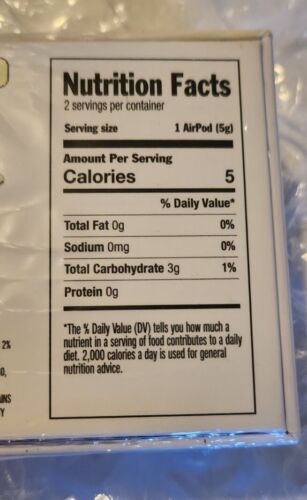 Nutrition Facts
2 servings per container
Serving size 1 AirPod (5g)
Amount Per Serving
Calories 5
% Daily Value*
Total Fat 0g 0%
Sodium 0mg 0%
Total Carbohydrate 3g 1%
Protein 0g
*The % Daily Value (DV) tells you how much a
nutrient in a serving of food contributes to a daily
diet. 2,000 calories a day is used for general
nutrition advice.
2%